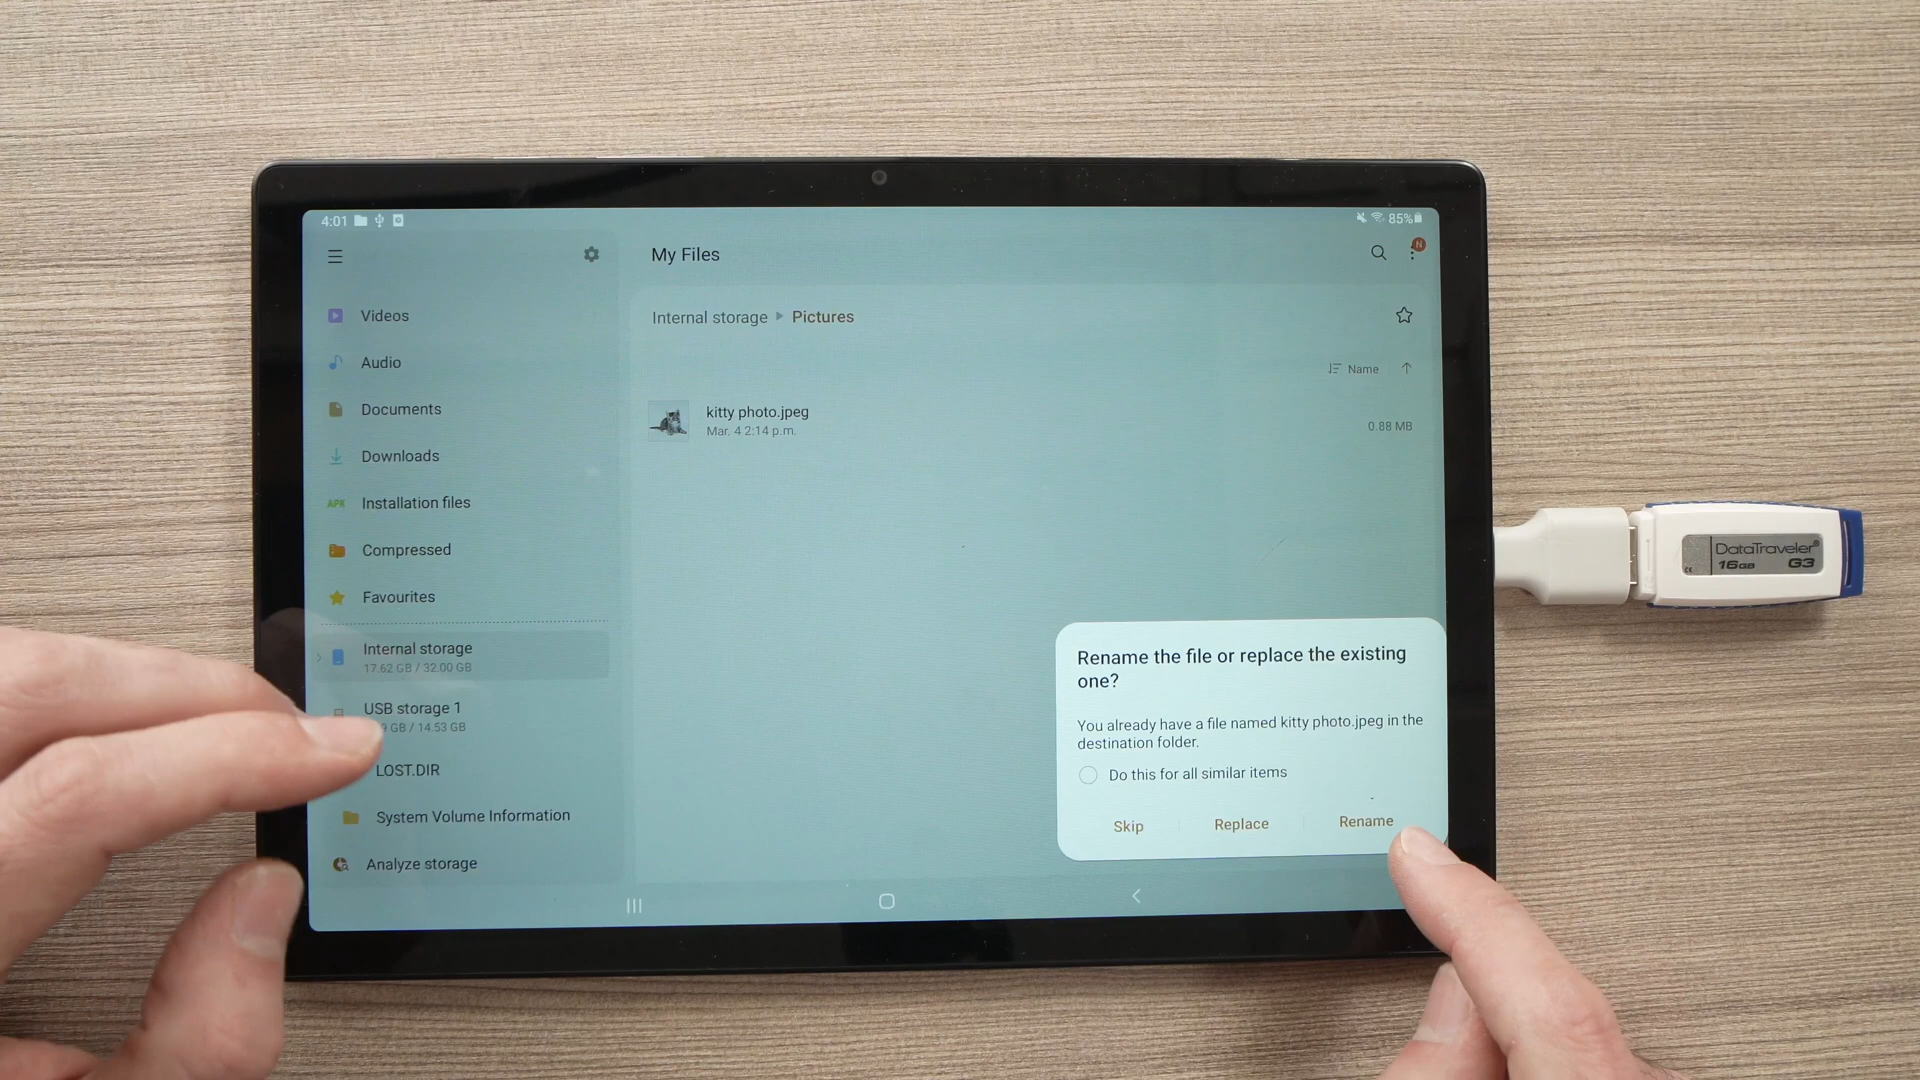 4:01
85%
My Files
N
Videos
Audio
Documents
Downloads
APK Installation files
Compressed
Favourites
Internal storage
17.62 GB / 32.00 GB
USB storage 1
GB / 14.53 GB
LOST.DIR
System Volume Information
Analyze storage
Internal storage Pictures
Name
kitty photo.jpeg
Mar. 4 2:14 p.m.
0.88 MB
Rename the file or replace the existing
one?
You already have a file named kitty photo.jpeg in the
destination folder.
Do this for all similar items
Skip Replace Rename
DataTraveler®
16GB G3
CE